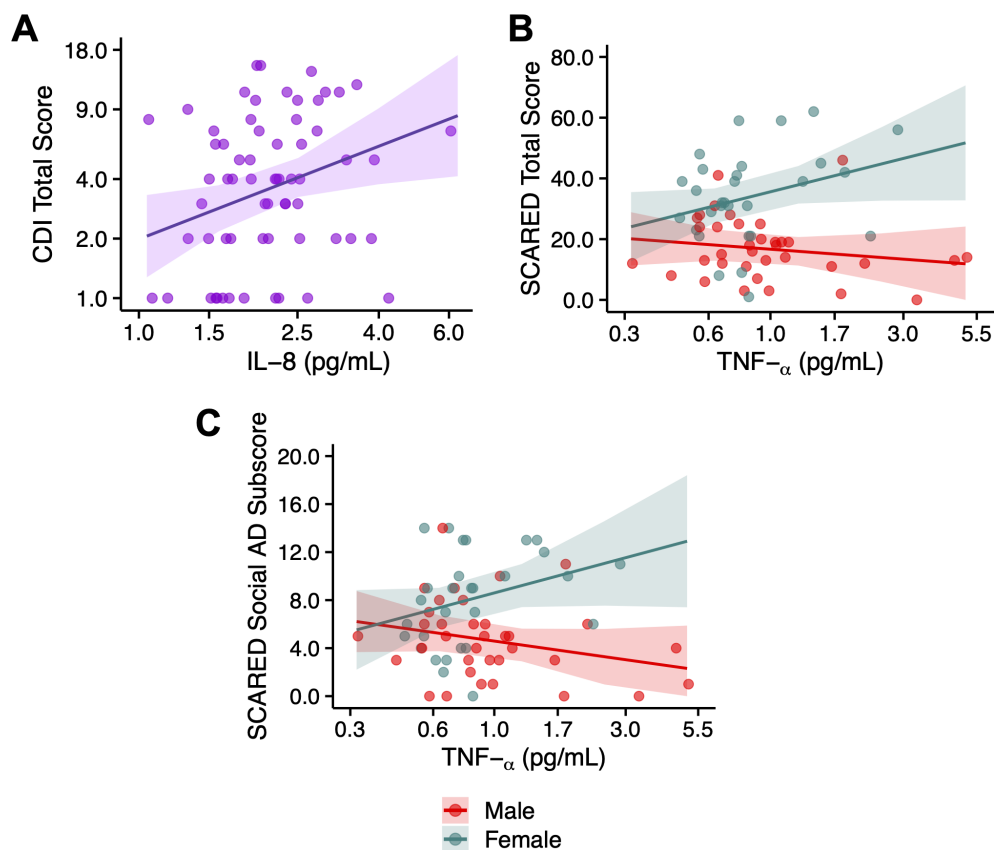 A
CDI Total Score
18.0
9.0
4.0
2.0
1.0
1.0 1.5 2.5 4.0 6.0
IL−8 (pg/mL)
B
SCARED Total Score
80.0
60.0
40.0
20.0
0.0
0.3 0.6 1.0 1.7 3.0 5.5
TNF−α (pg/mL)
C
SCARED Social AD Subscore
20.0
16.0
12.0
8.0
4.0
0.0
0.3 0.6 1.0 1.7 3.0 5.5
TNF−α (pg/mL)
Male
Female